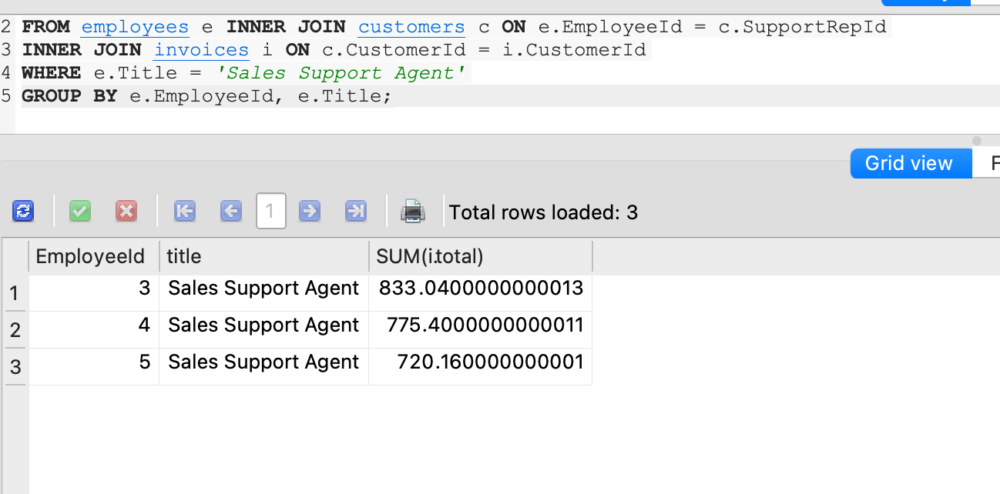 2 FROM employees e INNER JOIN customers c ON e.EmployeeId = c.SupportRepId
3 INNER JOIN invoices i ON c.CustomerId = i.CustomerId
4 WHERE e.Title = 'Sales Support Agent'
5 GROUP BY e.EmployeeId, e.Title;
Grid view
1 Total rows loaded: 3
EmployeeId title SUM(i.total)
1 3 Sales Support Agent 833.0400000000013
2 4 Sales Support Agent 775.4000000000011
3 5 Sales Support Agent 720.160000000001